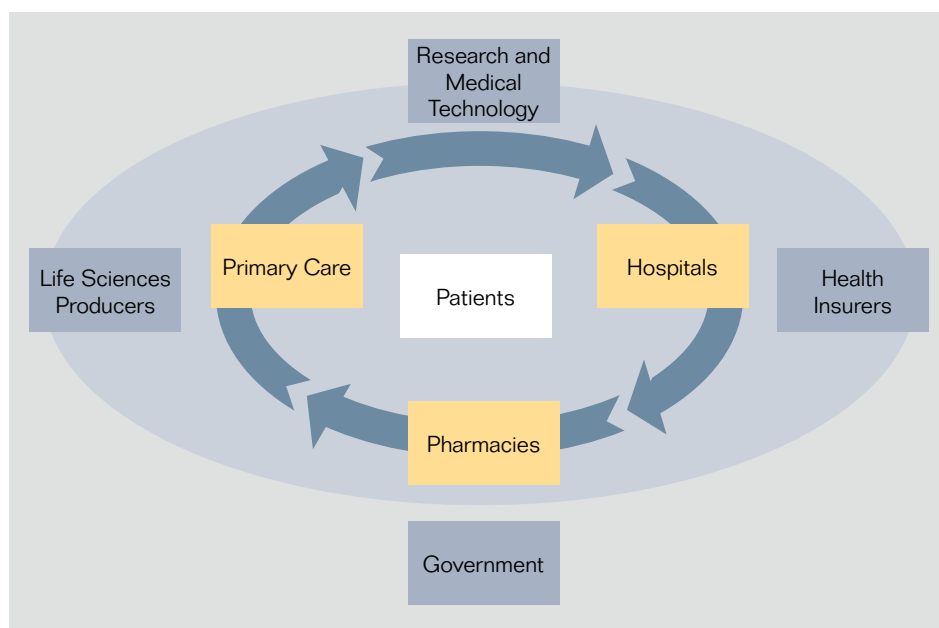 Research and
Medical
Technology
Primary Care
Hospitals
Life Sciences
Producers
Patients
Health
Insurers
Pharmacies
Government